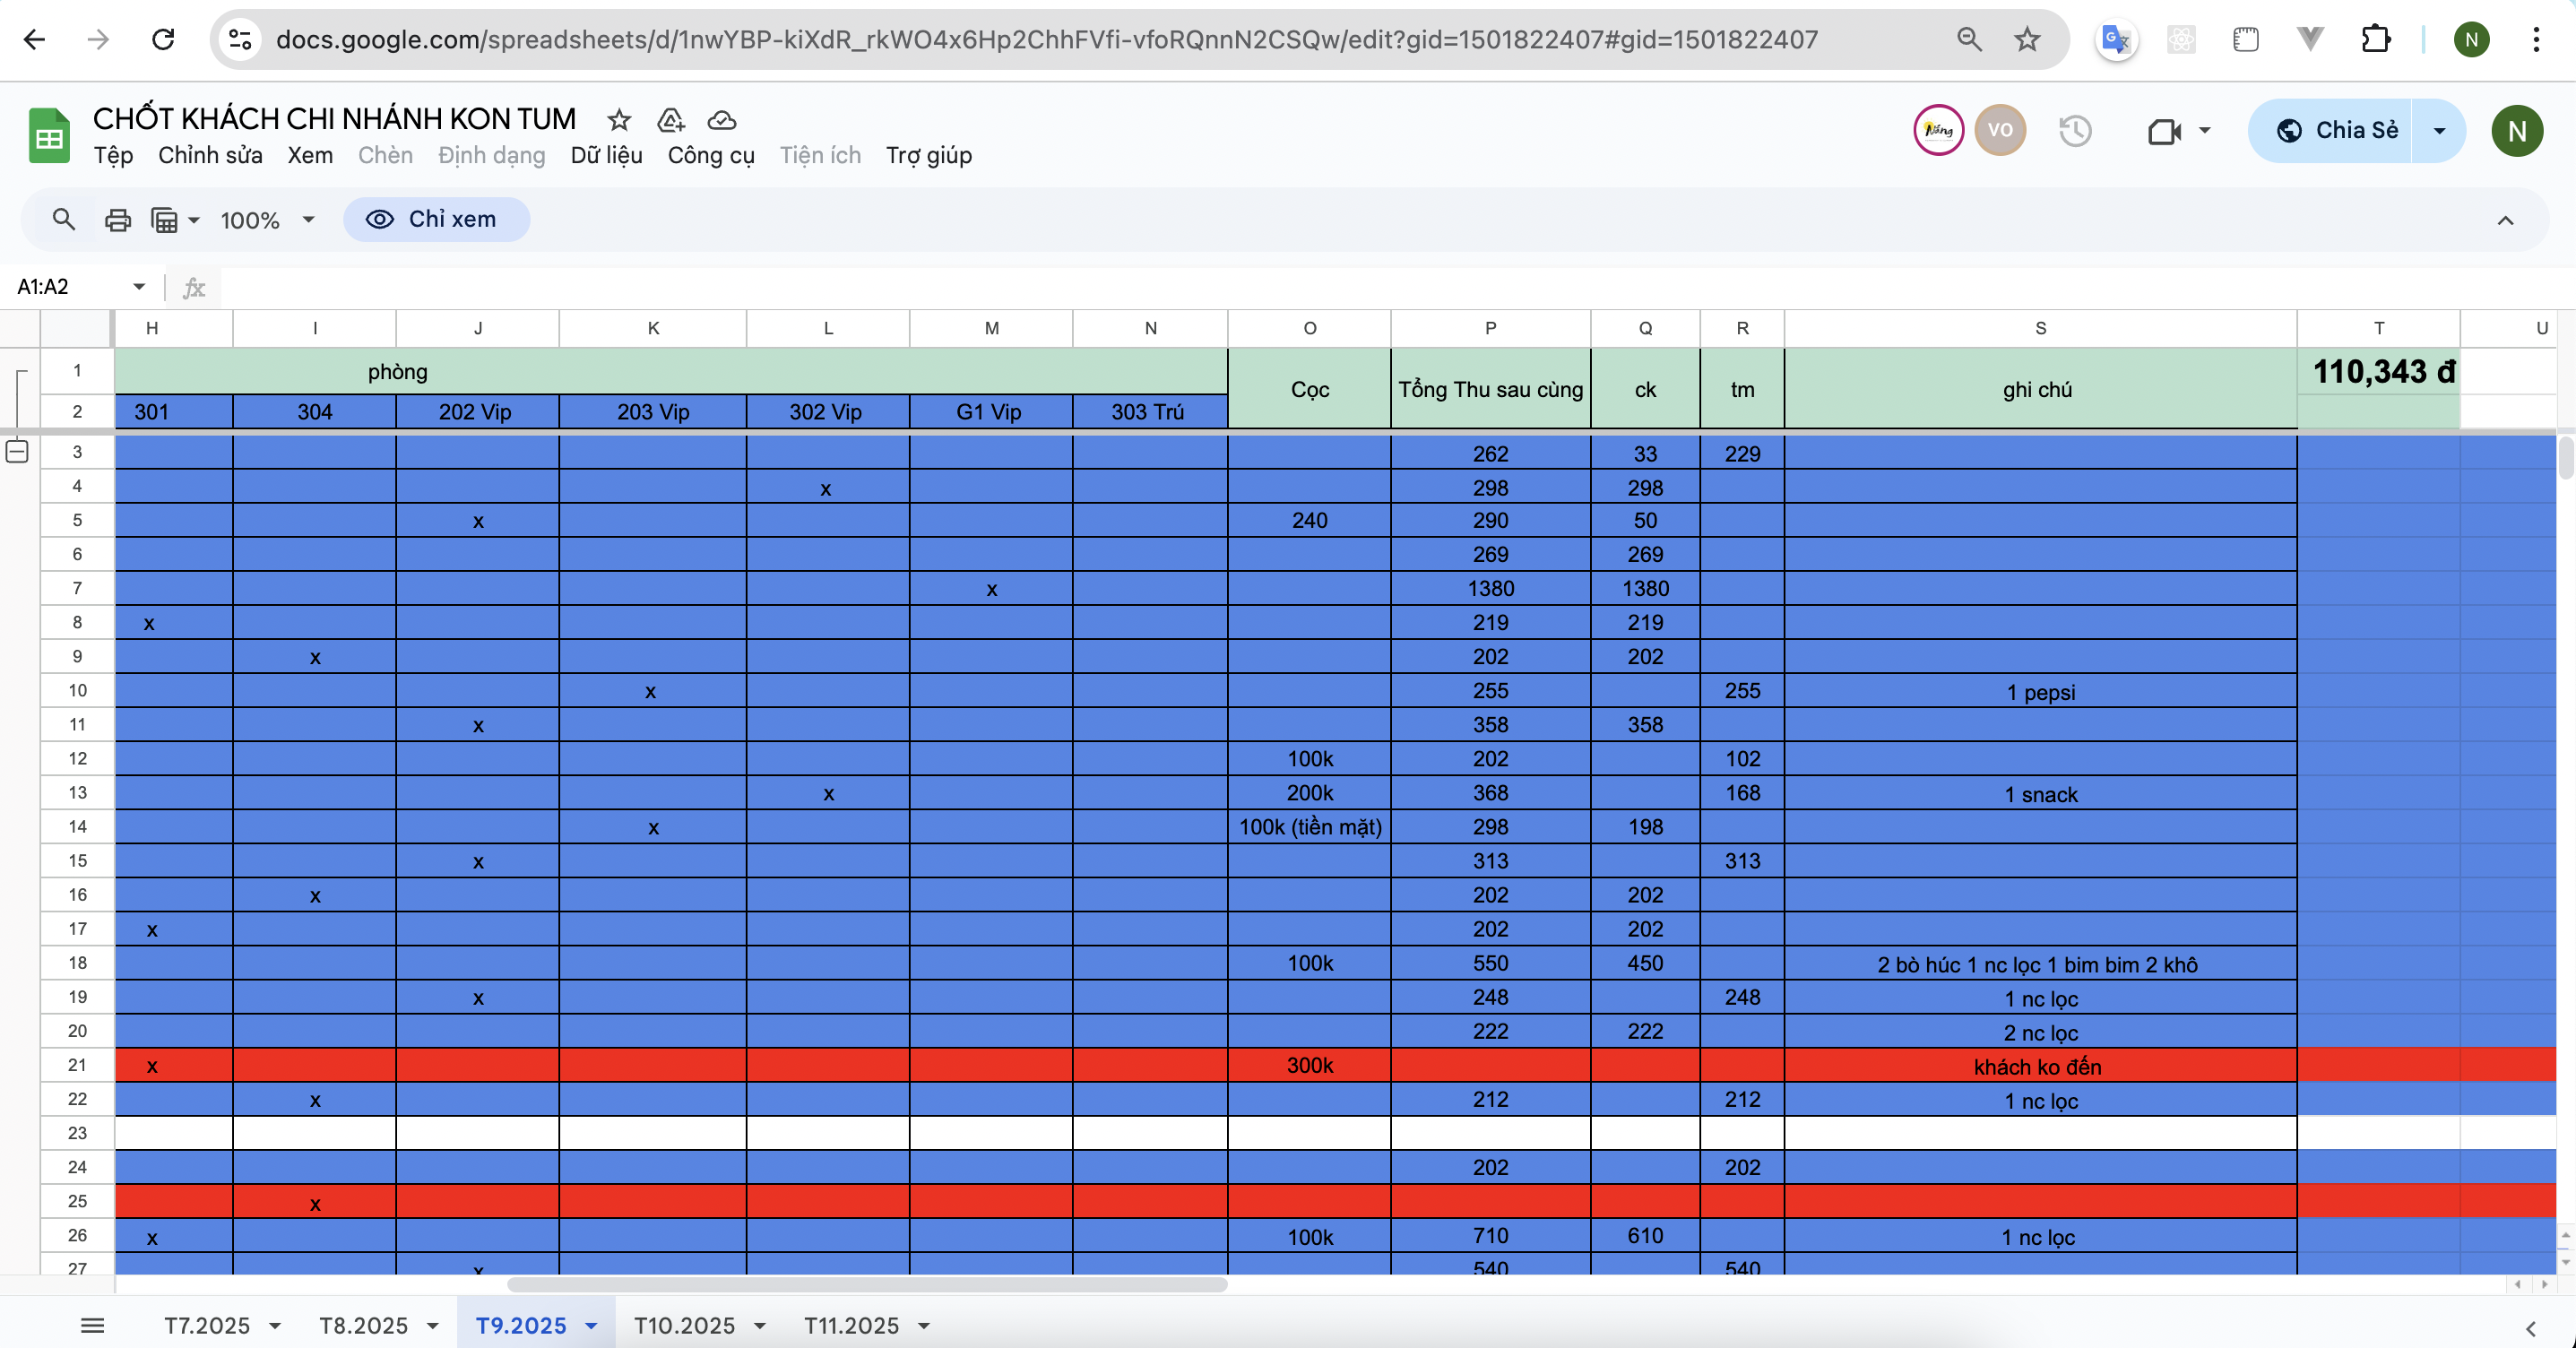 docs.google.com/spreadsheets/d/1nwYBP-kiXdR_rkWO4x6Hp2ChhFVfi-vfoRQnnN2CSQw/edit?gid=1501822407#gid=1501822407 N
CHỐT KHÁCH CHI NHÁNH KON TUM
Nắng VO Chia Sẻ N
Tệp Chỉnh sửa Xem Chèn Định dạng Dữ liệu Công cụ Tiện ích Trợ giúp
100% Chỉ xem
A1:A2 fx
H I J K L M N O P Q R S T U
1 phòng Cọc Tổng Thu sau cùng ck tm ghi chú 110,343 đ
2 301 304 202 Vip 203 Vip 302 Vip G1 Vip 303 Trú
3 262 33 229
4 x 298 298
5 x 240 290 50
6 269 269
7 x 1380 1380
8 x 219 219
9 x 202 202
10 x 255 255 1 pepsi
11 x 358 358
12 100k 202 102
13 x 200k 368 168 1 snack
14 x 100k (tiền mặt) 298 198
15 x 313 313
16 x 202 202
17 x 202 202
18 100k 550 450 2 bò húc 1 nc lọc 1 bim bim 2 khô
19 x 248 248 1 nc lọc
20 222 222 2 nc lọc
21 x 300k khách ko đến
22 x 212 212 1 nc lọc
23
24 202 202
25 x
26 x 100k 710 610 1 nc lọc
27 x 540 540
T7.2025 T8.2025 T9.2025 T10.2025 T11.2025